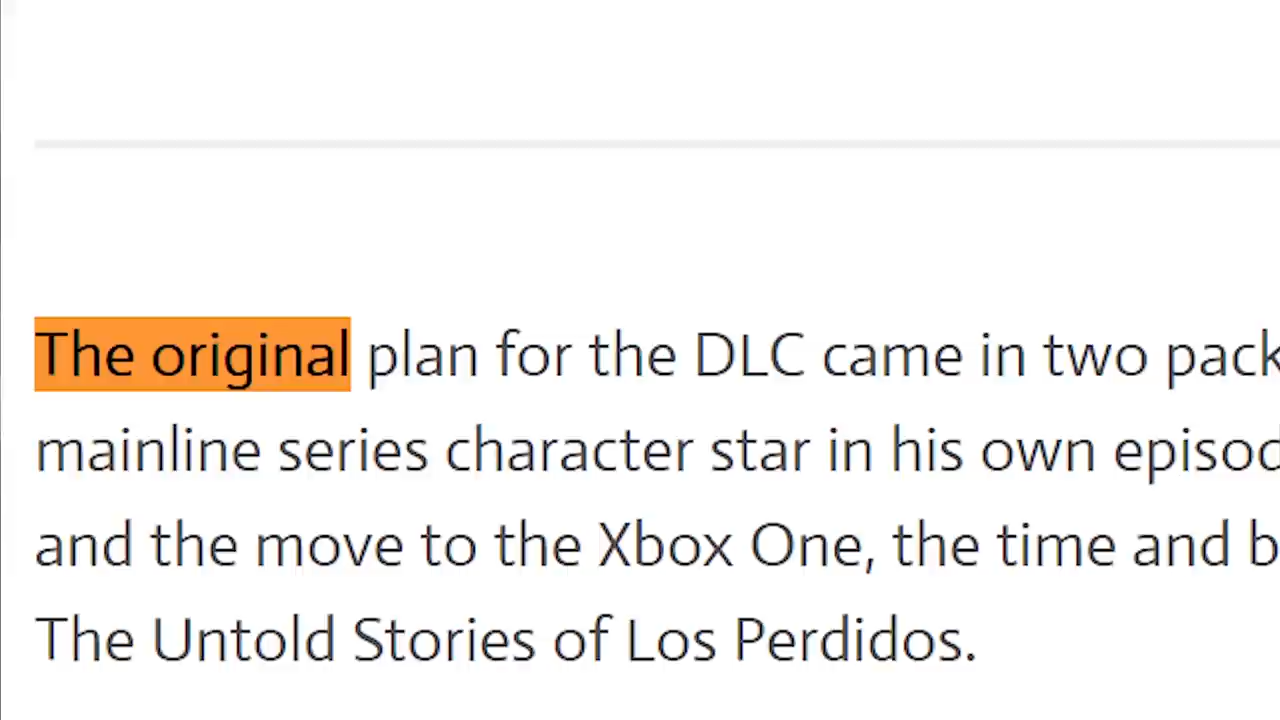 The original plan for the DLC came in two pack
mainline series character star in his own episod
and the move to the Xbox One, the time and b
The Untold Stories of Los Perdidos.